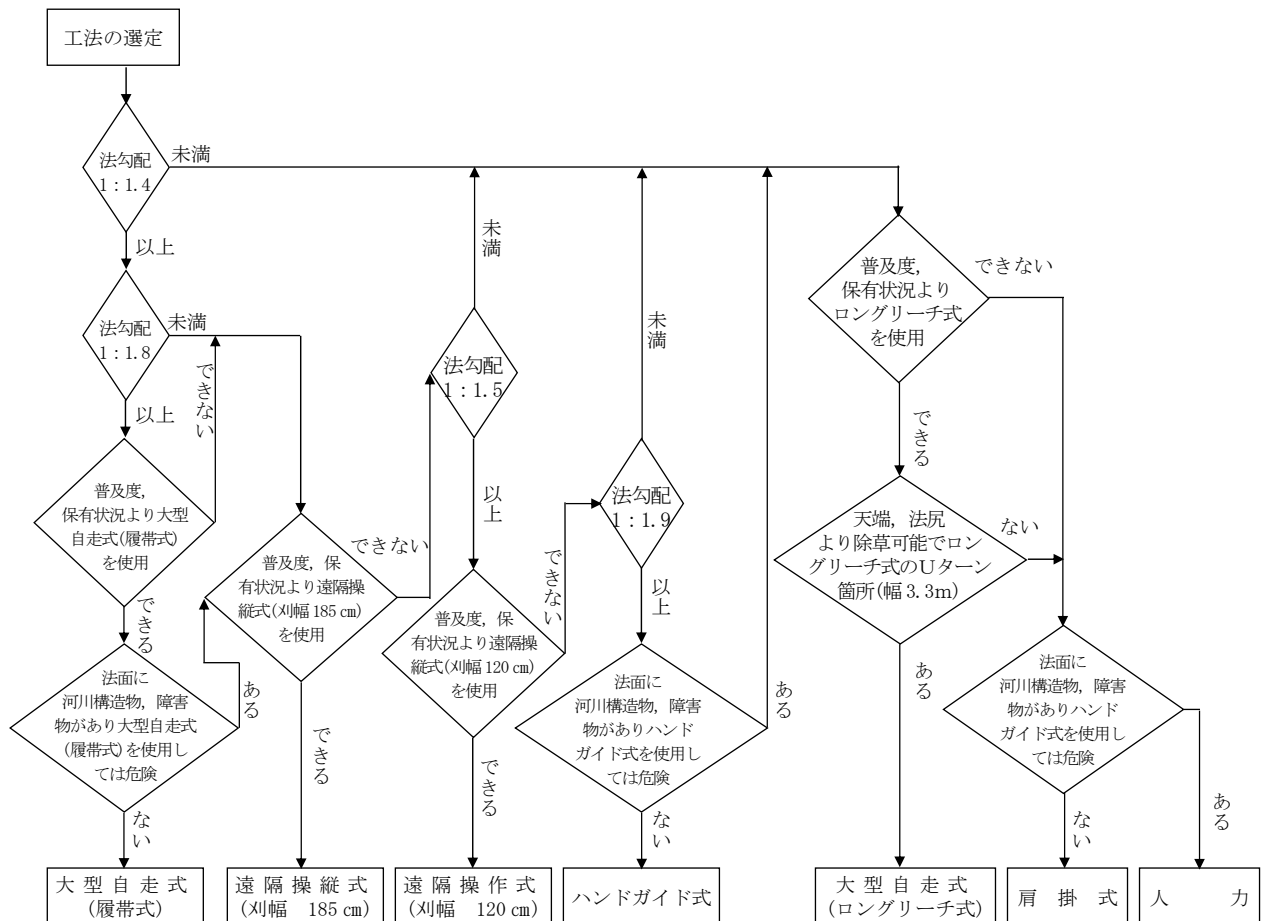 工法の選定
法勾配
1：1.4
未満
以上
法勾配
1：1.8
未満
以上
できない
普及度，
保有状況より大型
自走式(履帯式)
を使用
できる
法面に
河川構造物，障害
物があり大型自走式
(履帯式)を使用し
ては危険
ある
ない
大型自走式
(履帯式)
普及度，保
有状況より遠隔操
縦式(刈幅185㎝)
を使用
できない
できる
遠隔操縦式
(刈幅　185㎝)
法勾配
1：1.5
未満
以上
普及度，保
有状況より遠隔操
縦式(刈幅120㎝)
を使用
できない
できる
遠隔操作式
(刈幅　120㎝)
法勾配
1：1.9
未満
以上
法面に
河川構造物，障害
物がありハンド
ガイド式を使用し
ては危険
ある
ない
ハンドガイド式
普及度，
保有状況より
ロングリーチ式
を使用
できない
できる
天端，法尻
より除草可能でロン
グリーチ式のＵターン
箇所(幅3.3ｍ)
ない
ある
大型自走式
(ロングリーチ式)
法面に
河川構造物，障害
物がありハンド
ガイド式を使用し
ては危険
ない
ある
肩掛式
人力